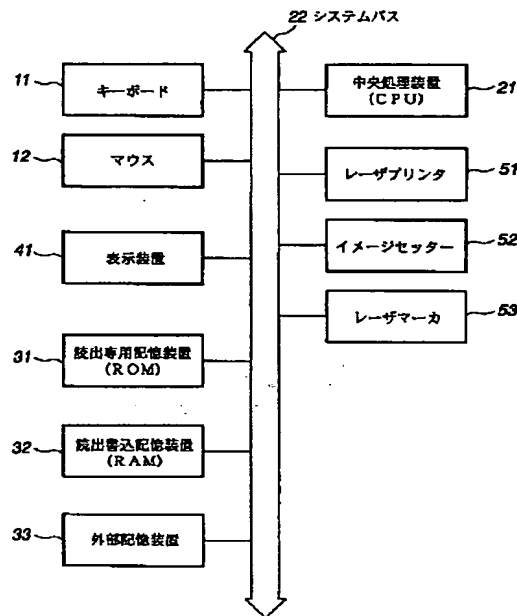 22 システムバス
11
キーボード
中央処理装置
(CPU)
21
12
マウス
レーザプリンタ
51
41
表示装置
イメージセッター
52
レーザマーカ
53
31
読出専用記憶装置
(ROM)
32
読出書込記憶装置
(RAM)
33
外部記憶装置